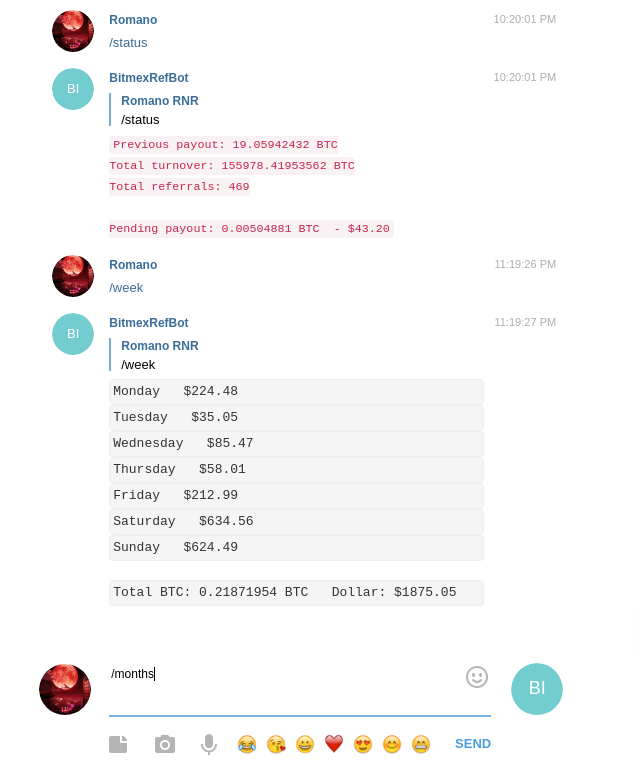 Romano 10:20:01 PM
/status
BI
BitmexRefBot 10:20:01 PM
Romano RNR
/status
Previous payout: 19.05942432 BTC
Total turnover: 155978.41953562 BTC
Total referrals: 469
Pending payout: 0.00504881 BTC - $43.20
Romano 11:19:26 PM
/week
BI
BitmexRefBot 11:19:27 PM
Romano RNR
/week
Monday $224.48
Tuesday $35.05
Wednesday $85.47
Thursday $58.01
Friday $212.99
Saturday $634.56
Sunday $624.49
Total BTC: 0.21871954 BTC Dollar: $1875.05
/months
BI
SEND